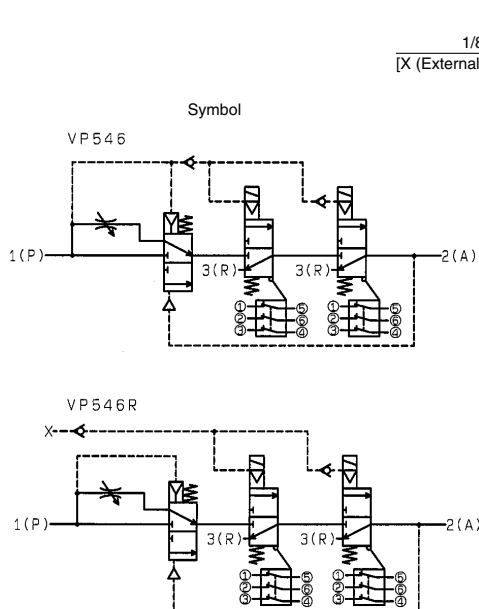 1/8
[X (External
Symbol
VP546
1(P)
3(R)
3(R)
2(A)
① ⑤ ① ⑤
② ⑥ ② ⑥
③ ④ ③ ④
VP546R
X
1(P)
3(R)
3(R)
2(A)
① ⑤ ① ⑤
② ⑥ ② ⑥
③ ④ ③ ④